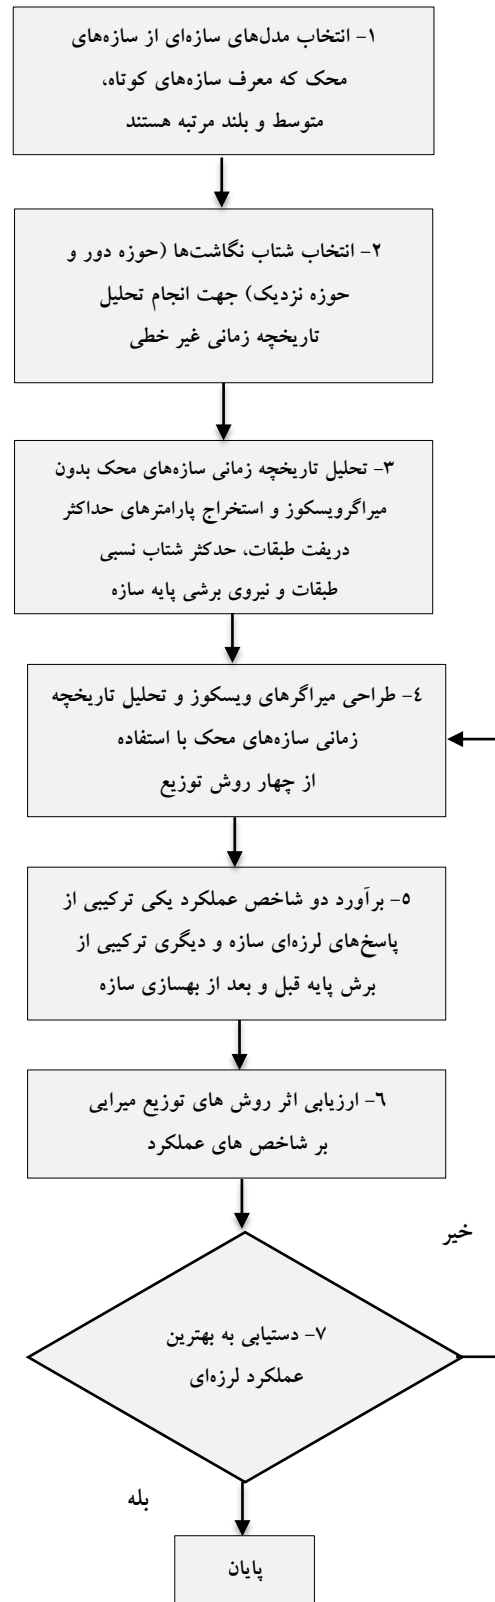 ۱- انتخاب مدل‌های سازه‌ای از سازه‌های
محک که معرف سازه‌های کوتاه،
متوسط و بلند مرتبه هستند
۲- انتخاب شتاب نگاشت‌ها (حوزه دور و
حوزه نزدیک) جهت انجام تحلیل
تاریخچه زمانی غیر خطی
۳- تحلیل تاریخچه زمانی سازه‌های محک بدون
میراگرویسکوز و استخراج پارامترهای حداکثر
دریفت طبقات، حدکثر شتاب نسبی
طبقات و نیروی برشی پایه سازه
٤- طراحی میراگرهای ویسکوز و تحلیل تاریخچه
زمانی سازه‌های محک با استفاده
از چهار روش توزیع
٥- برآورد دو شاخص عملکرد یکی ترکیبی از
پاسخ‌های لرزه‌ای سازه و دیگری ترکیبی از
برش پایه قبل و بعد از بهسازی سازه
٦- ارزیابی اثر روش های توزیع میرایی
بر شاخص های عملکرد
خیر
۷- دستیابی به بهترین
عملکرد لرزه‌ای
بله
پایان